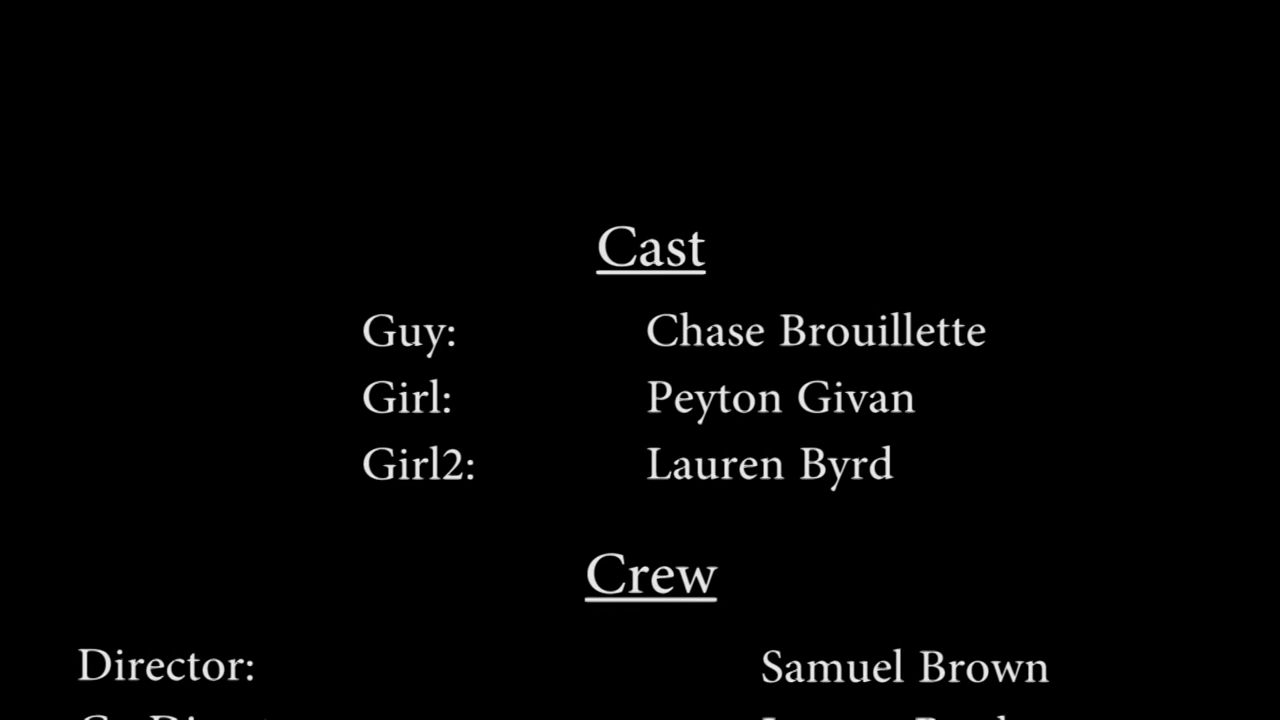 Cast
Guy: Chase Brouillette
Girl: Peyton Givan
Girl2: Lauren Byrd
Crew
Director: Samuel Brown